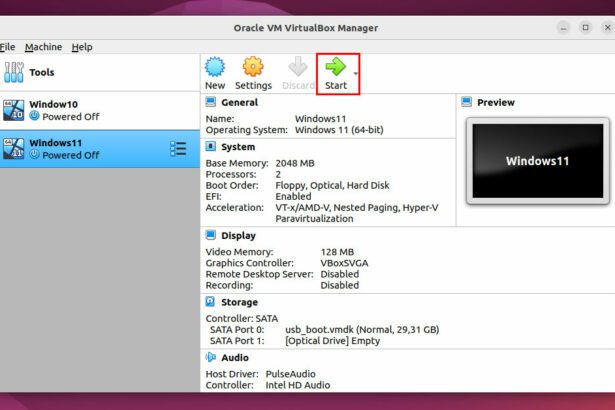 Oracle VM VirtualBox Manager
File Machine Help
Tools
New Settings Discard Start
Window10
Powered Off
Windows11
Powered Off
General
Name: Windows11
Operating System: Windows 11 (64-bit)
System
Base Memory: 2048 MB
Processors: 2
Boot Order: Floppy, Optical, Hard Disk
EFI: Enabled
Acceleration: VT-x/AMD-V, Nested Paging, Hyper-V
Paravirtualization
Preview
Windows11
Display
Video Memory: 128 MB
Graphics Controller: VBoxSVGA
Remote Desktop Server: Disabled
Recording: Disabled
Storage
Controller: SATA
SATA Port 0: usb_boot.vmdk (Normal, 29,31 GB)
SATA Port 1: [Optical Drive] Empty
Audio
Host Driver: PulseAudio
Controller: Intel HD Audio